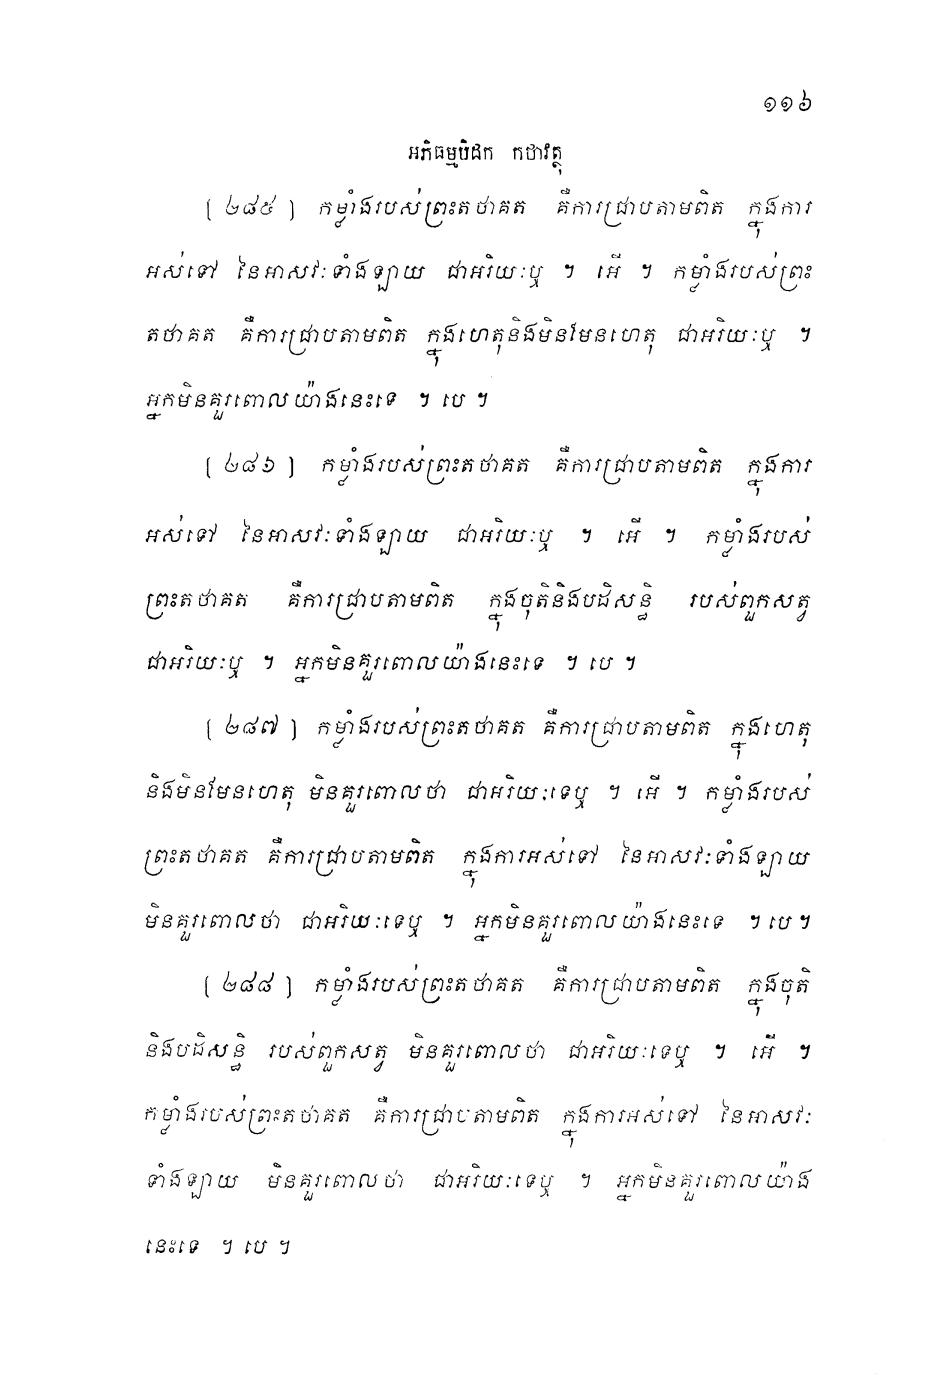 ១១៦
អភិធម្មបិដក កថាវត្ថុ
[ ២៨៥ ] កម្លាំងរបស់ព្រះតថាគត គឺការជ្រាបតាមពិត ក្នុងការ
អស់ទៅ នៃអាសវៈទាំងឡាយ ជាអរិយៈឬ ។ អើ ។ កម្លាំងរបស់ព្រះ
តថាគត គឺការជ្រាបតាមពិត ក្នុងហេតុនិងមិនមែនហេតុ ជាអរិយៈឬ ។
អ្នកមិនគួរពោលយ៉ាងនេះទេ ។ បេ ។
[ ២៨៦ ] កម្លាំងរបស់ព្រះតថាគត គឺការជ្រាបតាមពិត ក្នុងការ
អស់ទៅ នៃអាសវៈទាំងឡាយ ជាអរិយៈឬ ។ អើ ។ កម្លាំងរបស់
ព្រះតថាគត គឺការជ្រាបតាមពិត ក្នុងចុតិនិងបដិសន្ធិ របស់ពួកសត្វ
ជាអរិយៈឬ ។ អ្នកមិនគួរពោលយ៉ាងនេះទេ ។ បេ ។
[ ២៨៧ ] កម្លាំងរបស់ព្រះតថាគត គឺការជ្រាបតាមពិត ក្នុងហេតុ
និងមិនមែនហេតុ មិនគួរពោលថា ជាអរិយៈទេឬ ។ អើ ។ កម្លាំងរបស់
ព្រះតថាគត គឺការជ្រាបតាមពិត ក្នុងការអស់ទៅ នៃអាសវៈទាំងឡាយ
មិនគួរពោលថា ជាអរិយៈទេឬ ។ អ្នកមិនគួរពោលយ៉ាងនេះទេ ។ បេ ។
[ ២៨៨ ] កម្លាំងរបស់ព្រះតថាគត គឺការជ្រាបតាមពិត ក្នុងចុតិ
និងបដិសន្ធិ របស់ពួកសត្វ មិនគួរពោលថា ជាអរិយៈទេឬ ។ អើ ។
កម្លាំងរបស់ព្រះតថាគត គឺការជ្រាបតាមពិត ក្នុងការអស់ទៅ នៃអាសវៈ
ទាំងឡាយ មិនគួរពោលថា ជាអរិយៈទេឬ ។ អ្នកមិនគួរពោលយ៉ាង
នេះទេ ។ បេ ។